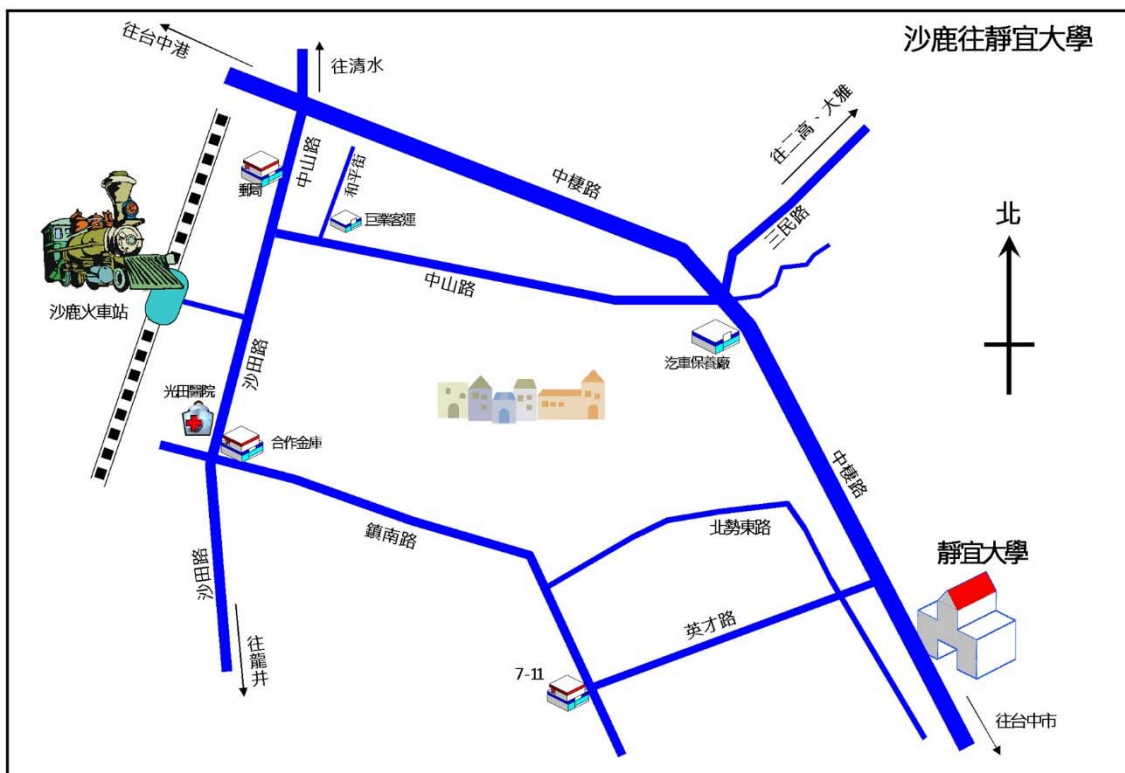 沙鹿往靜宜大學
往台中港
往清水
往二高、大雅
郵局
中山路
和平街
巨業客運
中棲路
三民路
北
中山路
沙鹿火車站
沙田路
汽車保養廠
光田醫院
合作金庫
中棲路
鎮南路
北勢東路
靜宜大學
沙田路
英才路
往龍井
7-11
往台中市